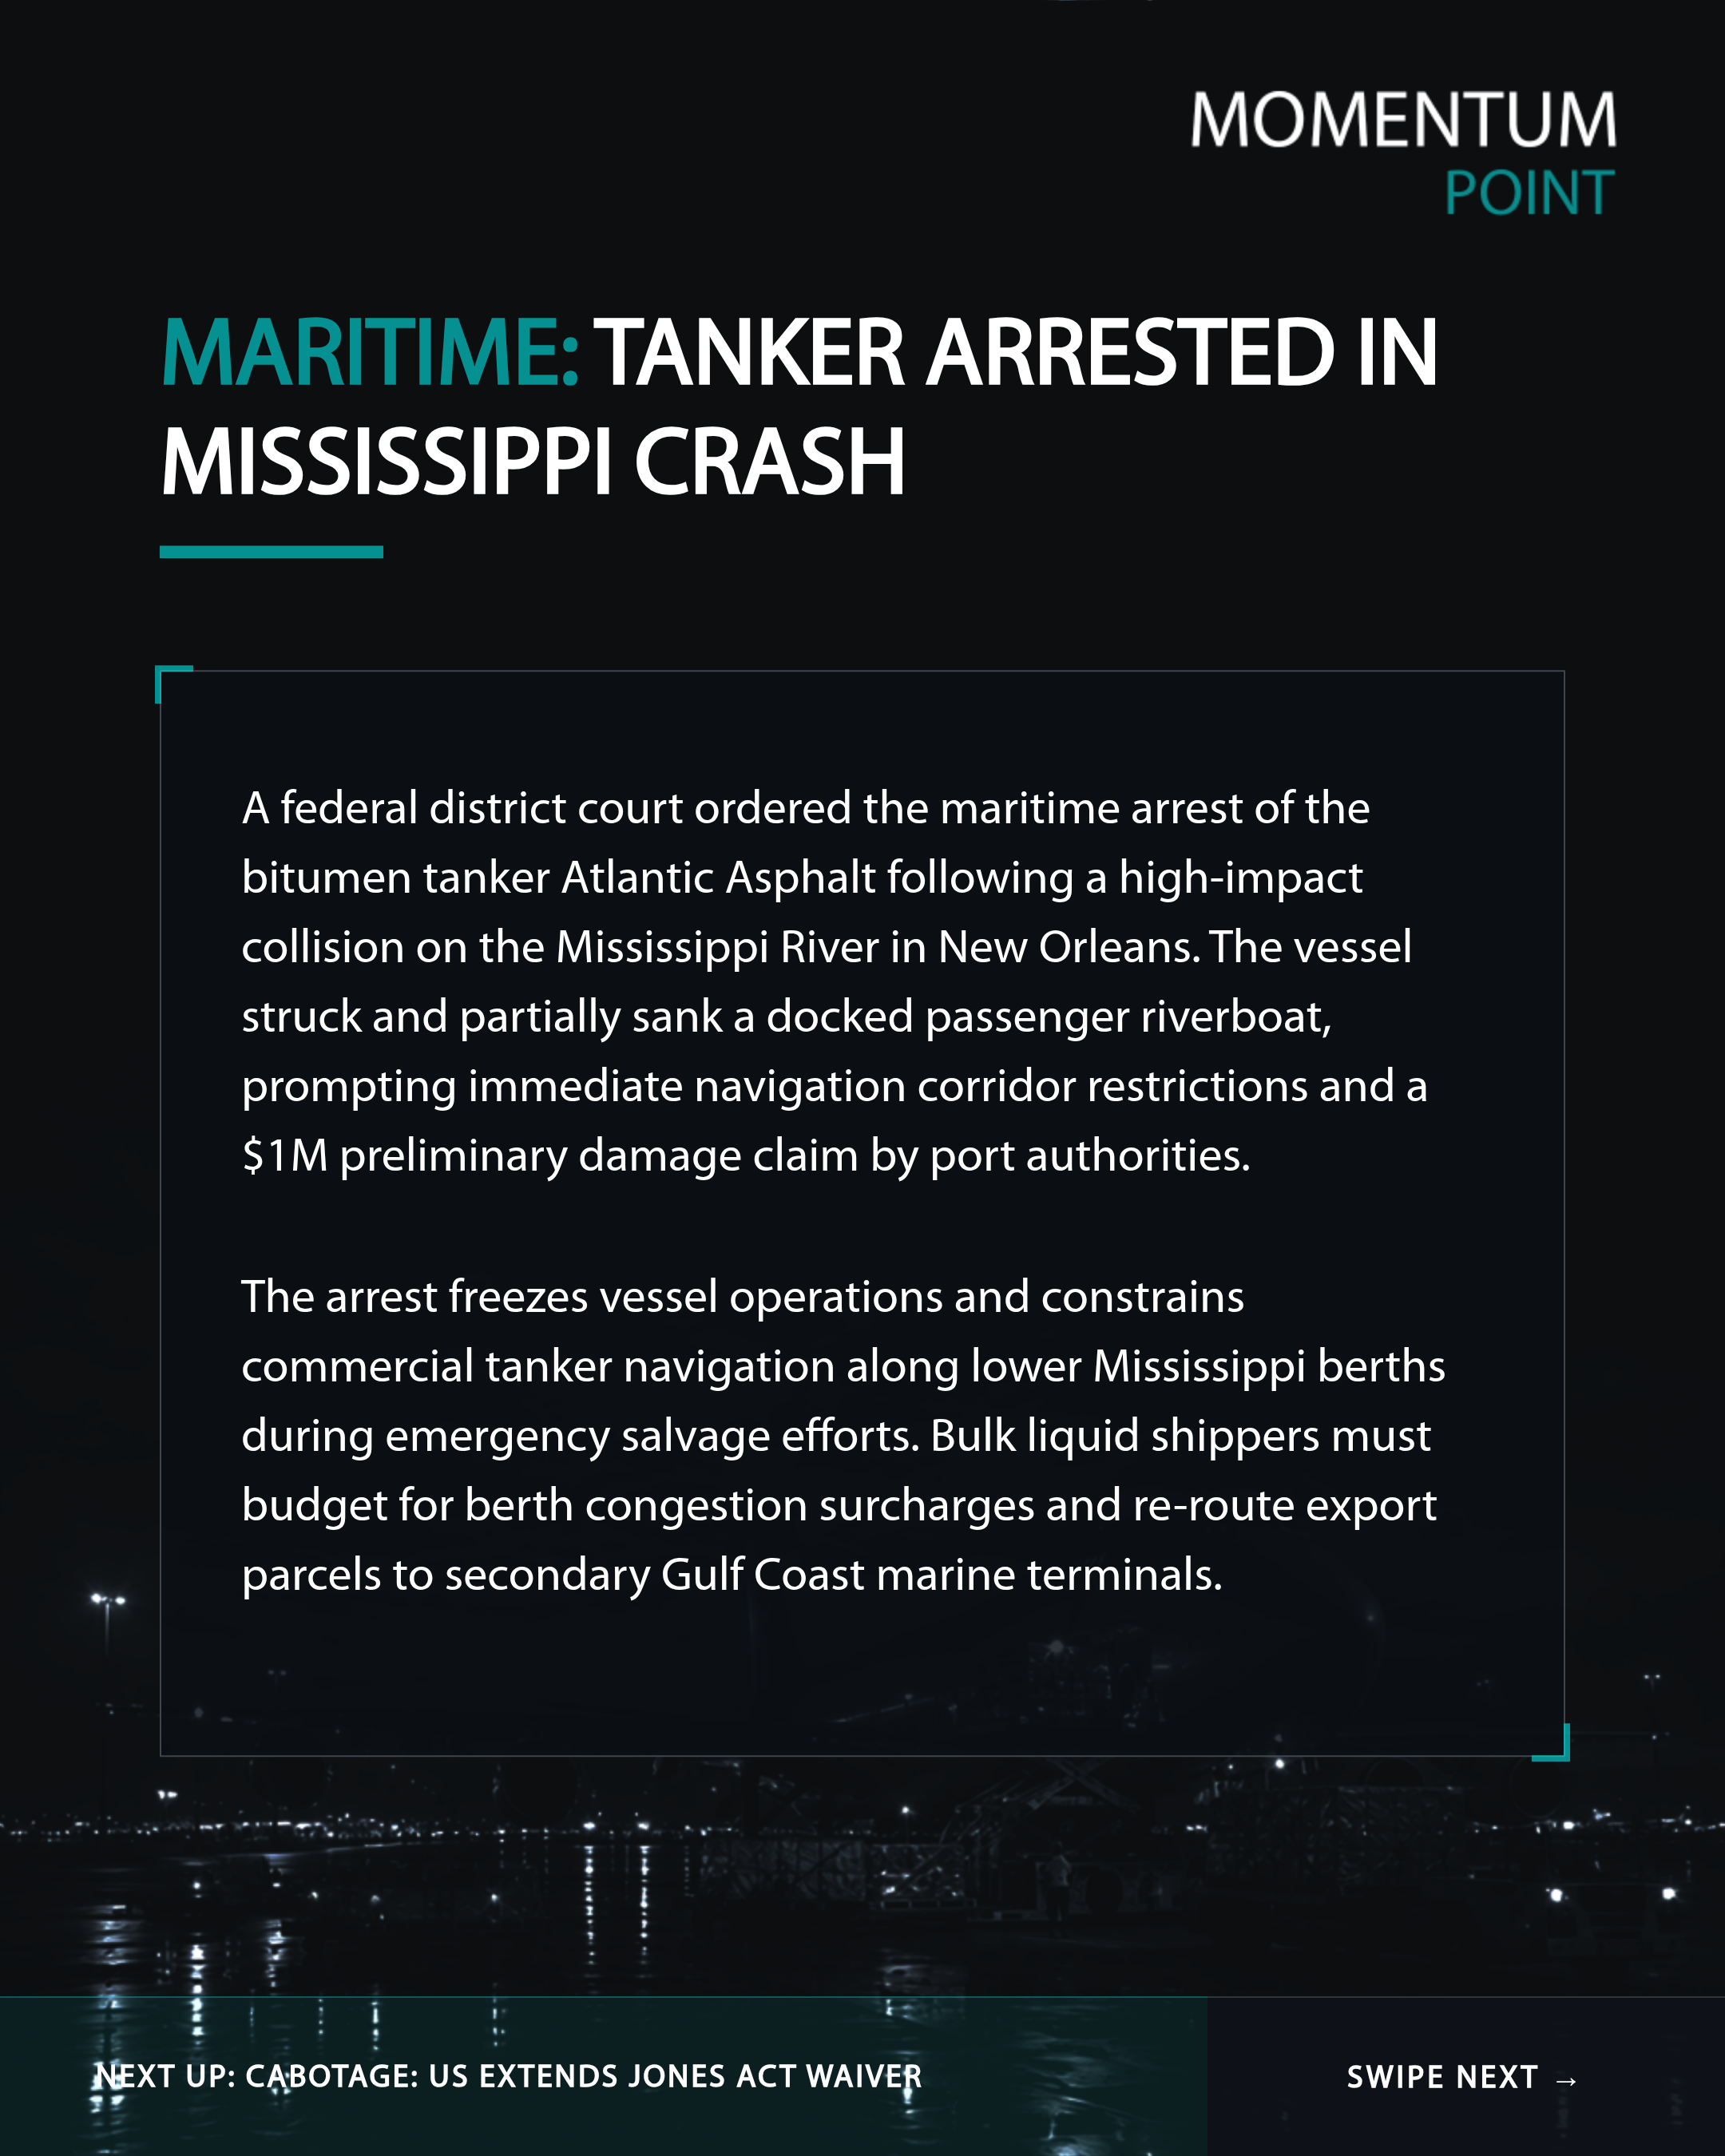 MOMENTUM
POINT
MARITIME: TANKER ARRESTED IN
MISSISSIPPI CRASH
A federal district court ordered the maritime arrest of the
bitumen tanker Atlantic Asphalt following a high-impact
collision on the Mississippi River in New Orleans. The vessel
struck and partially sank a docked passenger riverboat,
prompting immediate navigation corridor restrictions and a
$1M preliminary damage claim by port authorities.
The arrest freezes vessel operations and constrains
commercial tanker navigation along lower Mississippi berths
during emergency salvage efforts. Bulk liquid shippers must
budget for berth congestion surcharges and re-route export
parcels to secondary Gulf Coast marine terminals.
NEXT UP: CABOTAGE: US EXTENDS JONES ACT WAIVER
SWIPE NEXT →